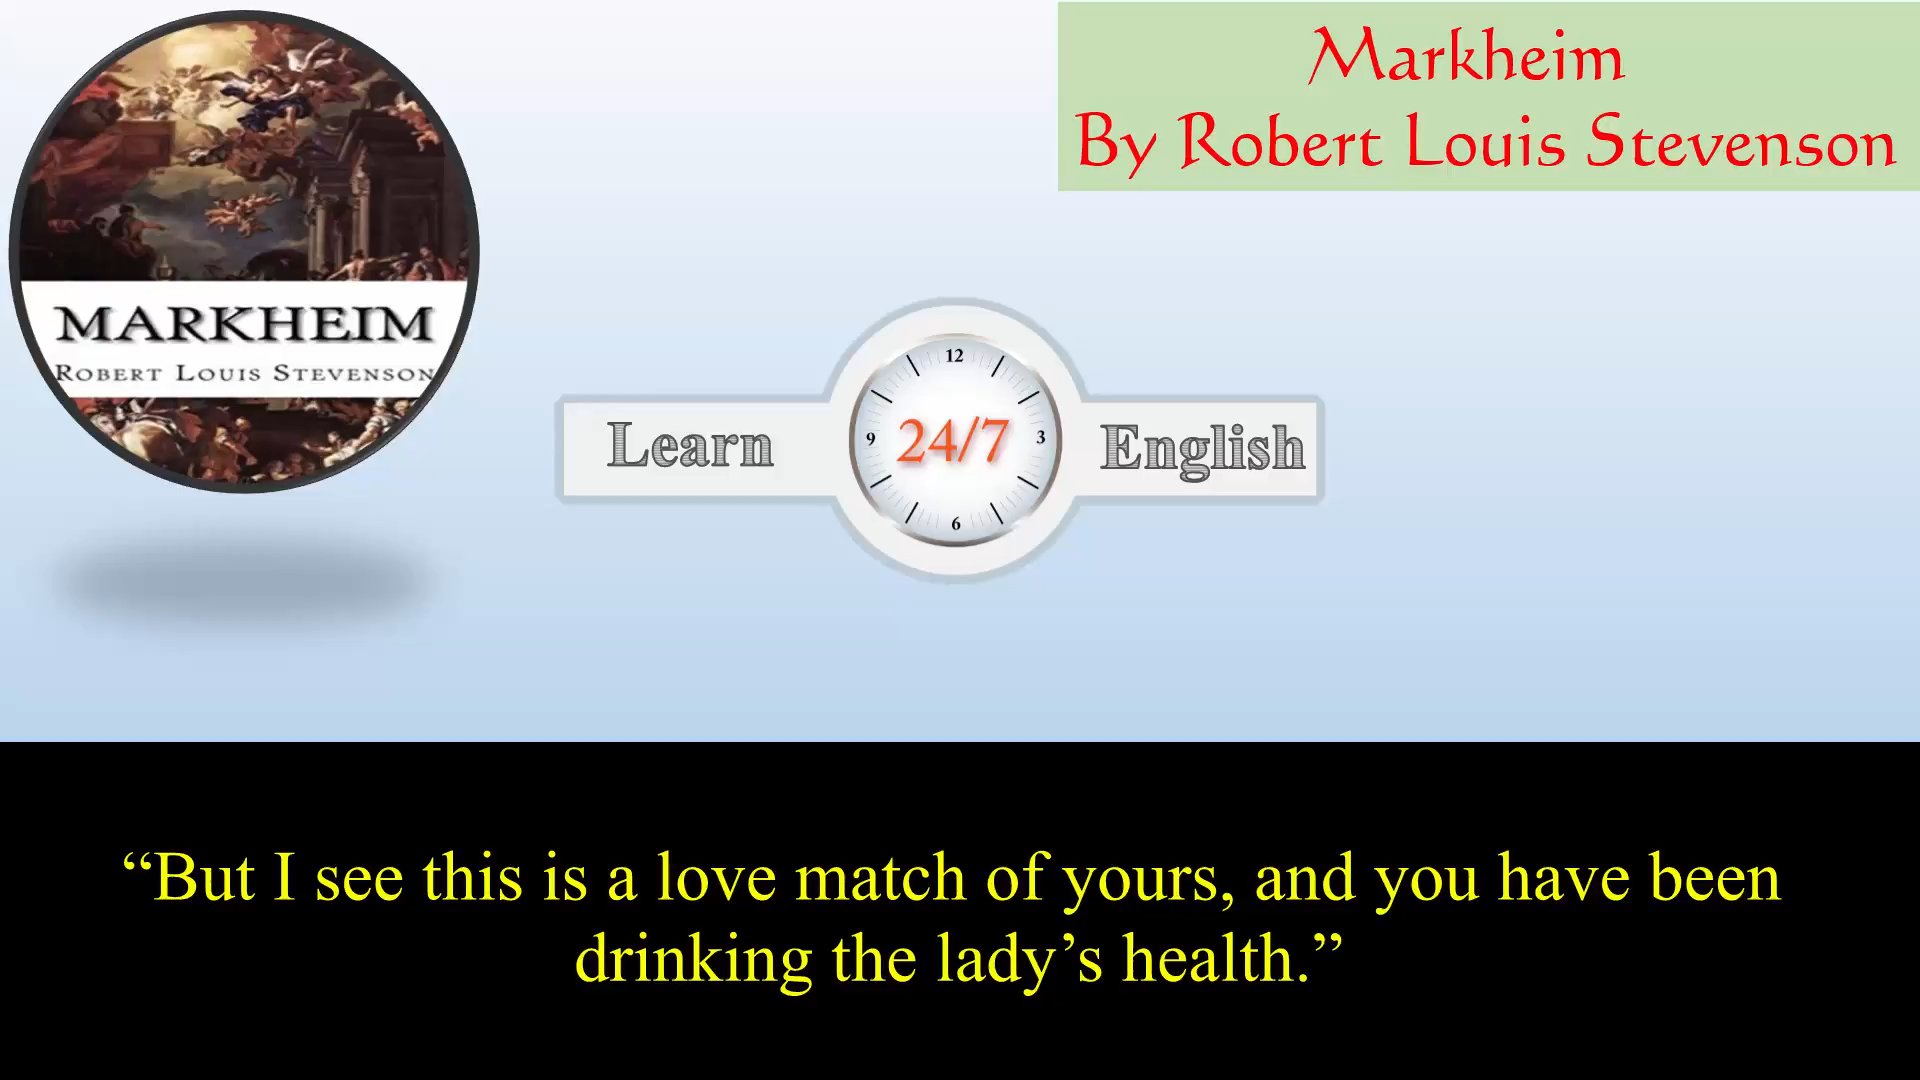 Markheim
By Robert Louis Stevenson
MARKHEIM
ROBERT LOUIS STEVENSON
12
9
3
6
Learn
24/7
English
“But I see this is a love match of yours, and you have been
drinking the lady’s health.”